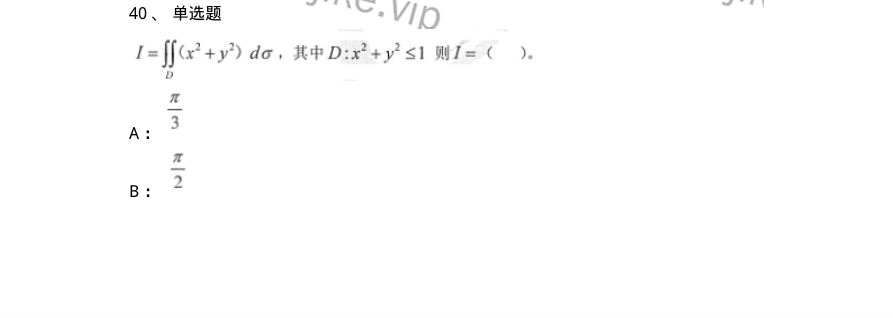 40、 单选题
I = ∬_D (x² + y²) dσ，其中 D:x² + y² ≤1 则 I = （ ）。
A： π/3
B： π/2